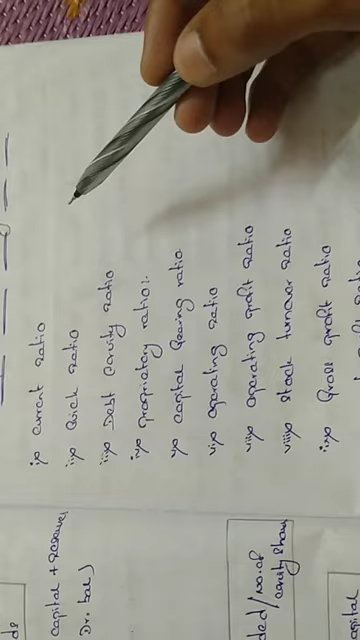 i) current ratio
ii) Quick ratio
iii) Debt equity ratio
iv) proprietary ratio:
v) capital gearing ratio
vi) operating ratio
vii) operating profit ratio
viii) stock turnover ratio
ix) Gross profit ratio
capital + reserves
Dr. bal)
ded/No. of
equity shares
capital